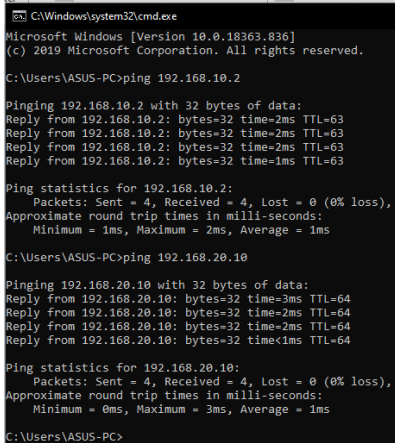 C:\Windows\system32\cmd.exe
Microsoft Windows [Version 10.0.18363.836]
(c) 2019 Microsoft Corporation. All rights reserved.
C:\Users\ASUS-PC>ping 192.168.10.2
Pinging 192.168.10.2 with 32 bytes of data:
Reply from 192.168.10.2: bytes=32 time=2ms TTL=63
Reply from 192.168.10.2: bytes=32 time=2ms TTL=63
Reply from 192.168.10.2: bytes=32 time=2ms TTL=63
Reply from 192.168.10.2: bytes=32 time=1ms TTL=63
Ping statistics for 192.168.10.2:
    Packets: Sent = 4, Received = 4, Lost = 0 (0% loss),
Approximate round trip times in milli-seconds:
    Minimum = 1ms, Maximum = 2ms, Average = 1ms
C:\Users\ASUS-PC>ping 192.168.20.10
Pinging 192.168.20.10 with 32 bytes of data:
Reply from 192.168.20.10: bytes=32 time=3ms TTL=64
Reply from 192.168.20.10: bytes=32 time=2ms TTL=64
Reply from 192.168.20.10: bytes=32 time=2ms TTL=64
Reply from 192.168.20.10: bytes=32 time<1ms TTL=64
Ping statistics for 192.168.20.10:
    Packets: Sent = 4, Received = 4, Lost = 0 (0% loss),
Approximate round trip times in milli-seconds:
    Minimum = 0ms, Maximum = 3ms, Average = 1ms
C:\Users\ASUS-PC>